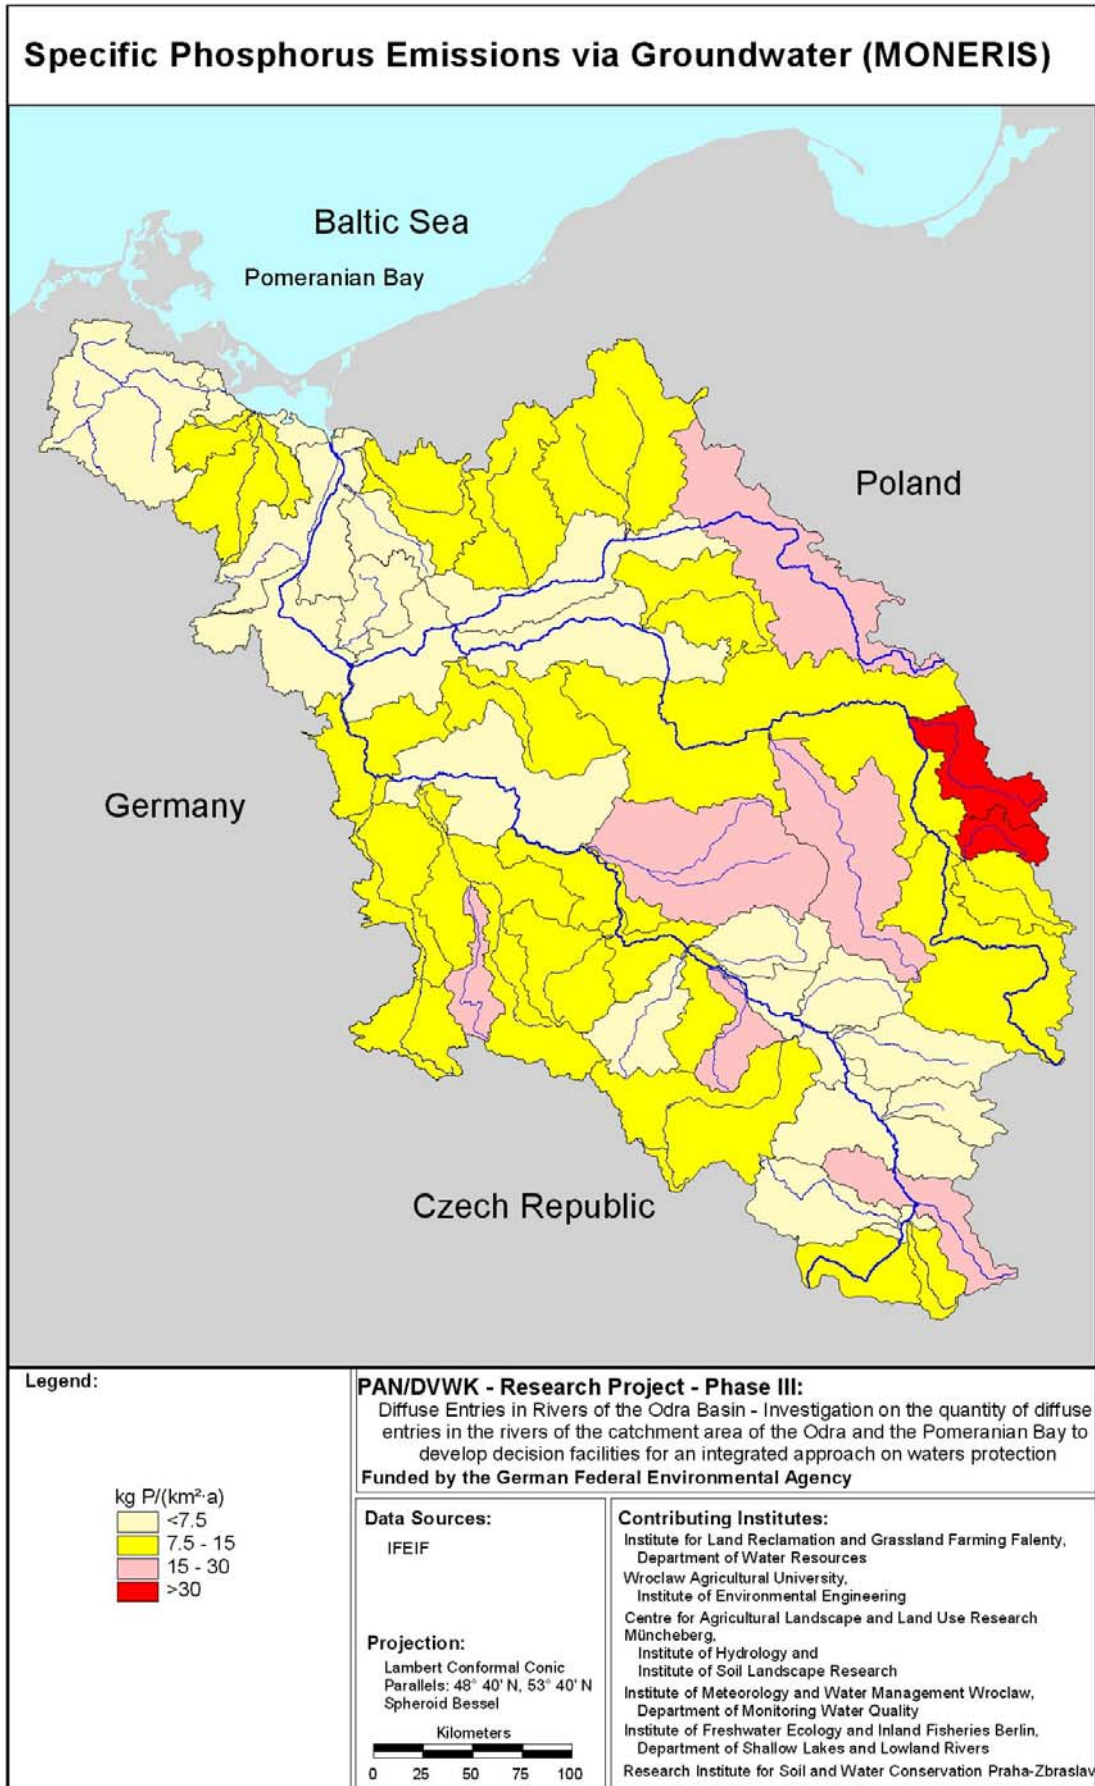 Specific Phosphorus Emissions via Groundwater (MONERIS)
Baltic Sea
Pomeranian Bay
Poland
Germany
Czech Republic
Legend:
kg P/(km²·a)
<7.5
7.5 - 15
15 - 30
>30
PAN/DVWK - Research Project - Phase III:
Diffuse Entries in Rivers of the Odra Basin - Investigation on the quantity of diffuse
entries in the rivers of the catchment area of the Odra and the Pomeranian Bay to
develop decision facilities for an integrated approach on waters protection
Funded by the German Federal Environmental Agency
Data Sources:
IFEIF
Projection:
Lambert Conformal Conic
Parallels: 48° 40' N, 53° 40' N
Spheroid Bessel
Kilometers
0 25 50 75 100
Contributing Institutes:
Institute for Land Reclamation and Grassland Farming Falenty,
Department of Water Resources
Wroclaw Agricultural University,
Institute of Environmental Engineering
Centre for Agricultural Landscape and Land Use Research
Müncheberg,
Institute of Hydrology and
Institute of Soil Landscape Research
Institute of Meteorology and Water Management Wroclaw,
Department of Monitoring Water Quality
Institute of Freshwater Ecology and Inland Fisheries Berlin,
Department of Shallow Lakes and Lowland Rivers
Research Institute for Soil and Water Conservation Praha-Zbraslav